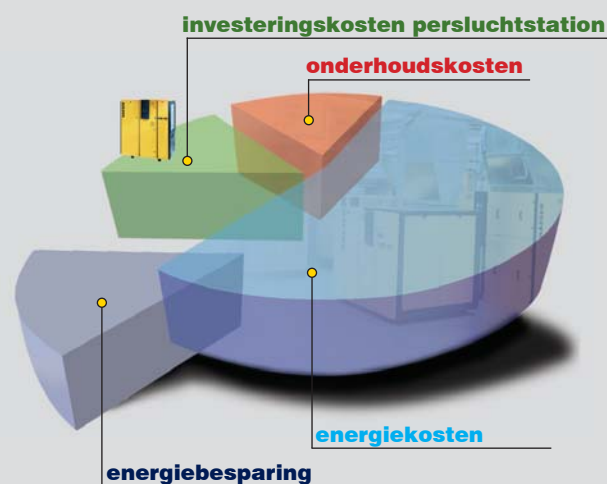 investeringskosten persluchtstation
onderhoudskosten
energiekosten
energiebesparing